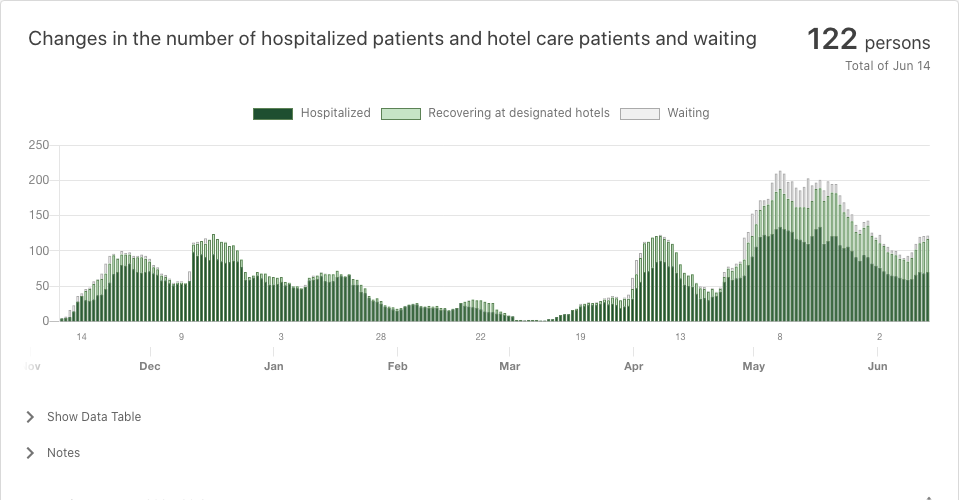 Changes in the number of hospitalized patients and hotel care patients and waiting
122 persons
Total of Jun 14
Hospitalized Recovering at designated hotels Waiting
250
200
150
100
50
0
14 9 3 28 22 19 13 8 2
Dec Jan Feb Mar Apr May Jun
Show Data Table
Notes